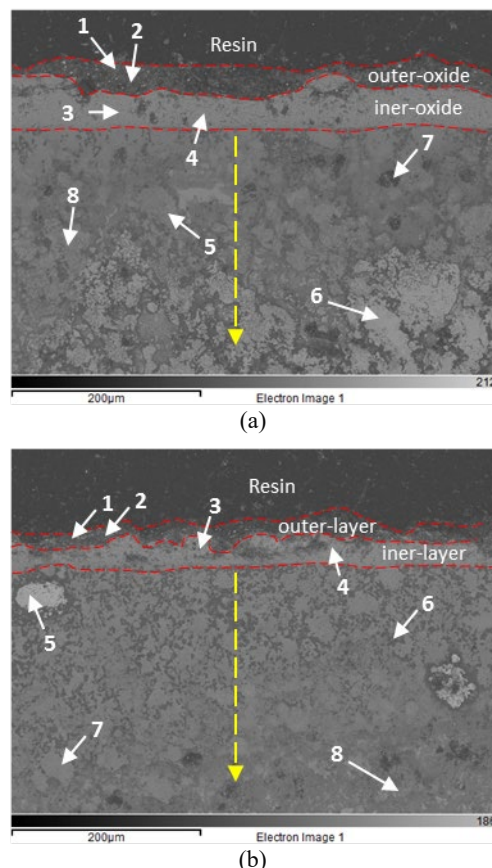 1
2
Resin
outer-oxide
iner-oxide
3
4
7
8
5
6
212
200µm
Electron Image 1
(a)
Resin
1
2
3
outer-layer
iner-layer
4
5
6
7
8
186
200µm
Electron Image 1
(b)